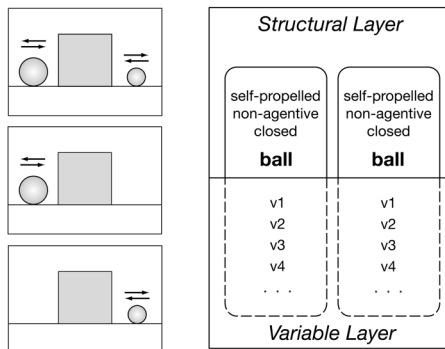 Structural Layer
self-propelled
non-agentive
closed
ball
v1
v2
v3
v4
. . .
self-propelled
non-agentive
closed
ball
v1
v2
v3
v4
. . .
Variable Layer